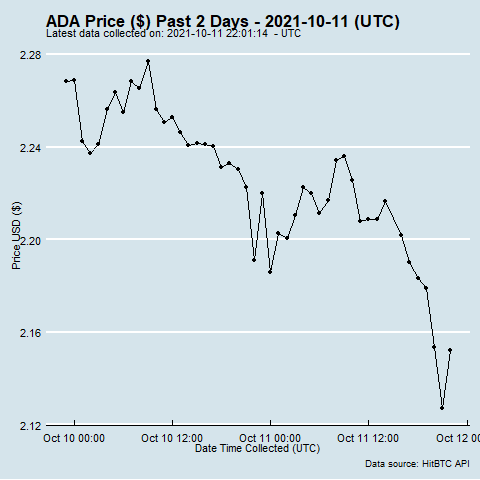 ADA Price ($) Past 2 Days - 2021-10-11 (UTC)
Latest data collected on: 2021-10-11 22:01:14 - UTC
2.28
2.24
2.20
2.16
2.12
Price USD ($)
Oct 10 00:00 Oct 10 12:00 Oct 11 00:00 Oct 11 12:00 Oct 12 00
Date Time Collected (UTC)
Data source: HitBTC API